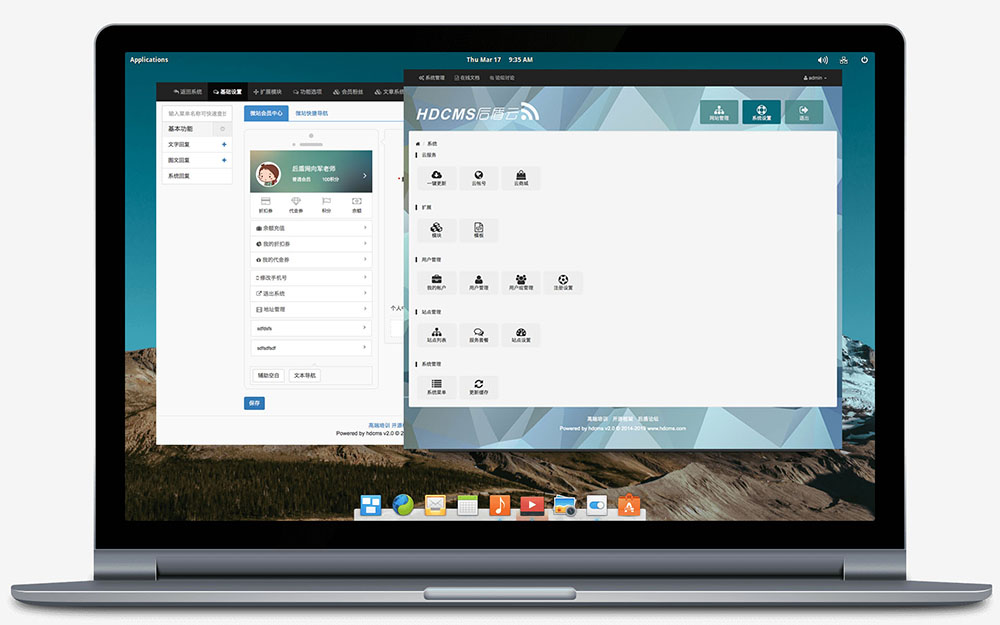 Applications
Thu Mar 17 9:35 AM
返回系统 基础设置 扩展模块 功能选项 会员粉丝 文章系统
输入菜单名称可快速查找
基本功能
文字回复
图文回复
系统回复
微站会员中心 微站快捷导航
后盾网向军老师
普通会员 100积分
折扣券 代金券 积分 余额
余额充值
我的折扣券
我的代金券
修改手机号
退出系统
地址管理
sdfdsfs
sdfsdfsdf
辅助空白 文本导航
保存
高端培训 开源
Powered by hdcms v2.0 © 2
个人中
系统管理 在线文档
admin
HDCMS后盾云
网站管理 系统设置 退出
系统
云服务
一键更新 云帐号 云商城
扩展
模块 模板
用户管理
我的帐户 用户管理 用户组管理 注册设置
站点管理
站点列表 服务套餐 站点设置
系统管理
系统菜单 更新缓存
高端培训 开源框架 后盾论坛
Powered by hdcms v2.0 © 2014-2019 www.hdcms.com